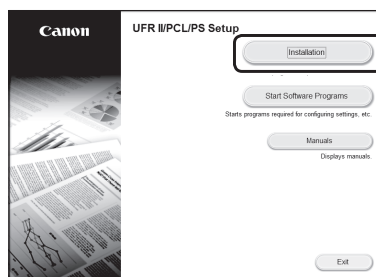 Canon
UFR II/PCL/PS Setup
Installation
Start Software Programs
Starts programs required for configuring settings, etc.
Manuals
Displays manuals.
Exit